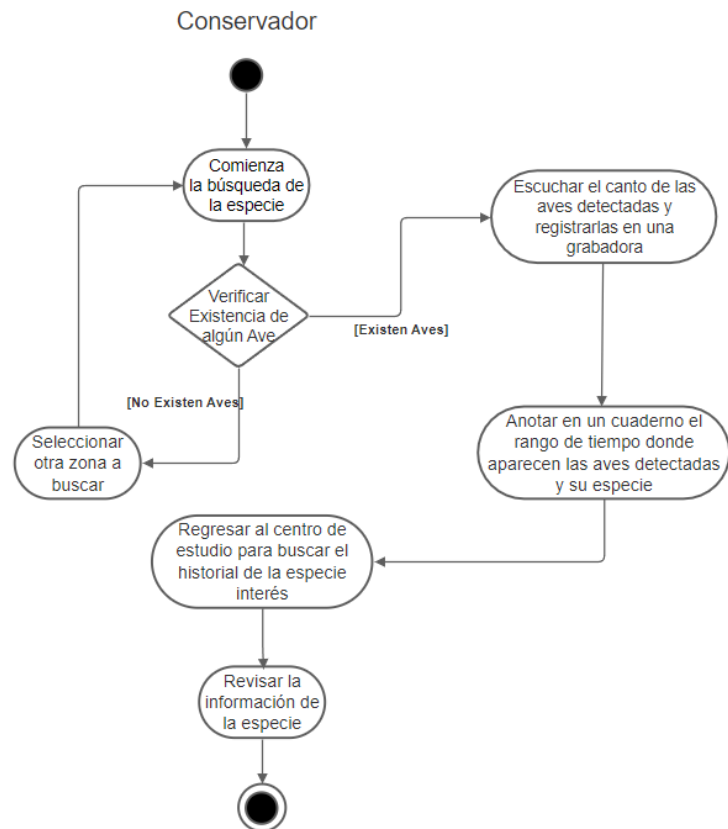 Conservador
Comienza
la búsqueda de
la especie
Escuchar el canto de las
aves detectadas y
registrarlas en una
grabadora
Verificar
Existencia de
algún Ave
[Existen Aves]
[No Existen Aves]
Seleccionar
otra zona a
buscar
Anotar en un cuaderno el
rango de tiempo donde
aparecen las aves detectadas
y su especie
Regresar al centro de
estudio para buscar el
historial de la especie
interés
Revisar la
información de
la especie